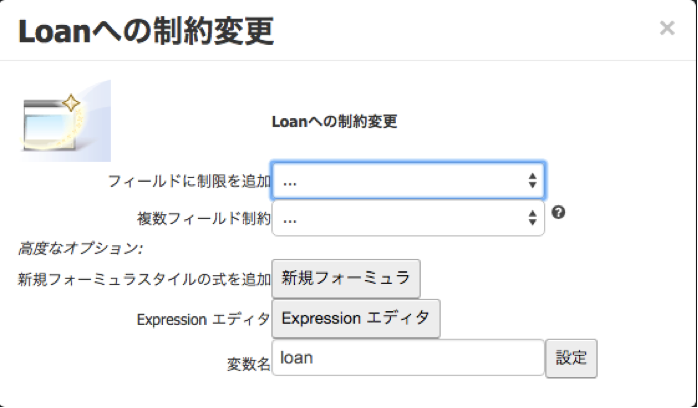 Loanへの制約変更
×
Loanへの制約変更
フィールドに制限を追加 ...
複数フィールド制約 ... ?
高度なオプション:
新規フォーミュラスタイルの式を追加 新規フォーミュラ
Expression エディタ Expression エディタ
変数名 loan 設定